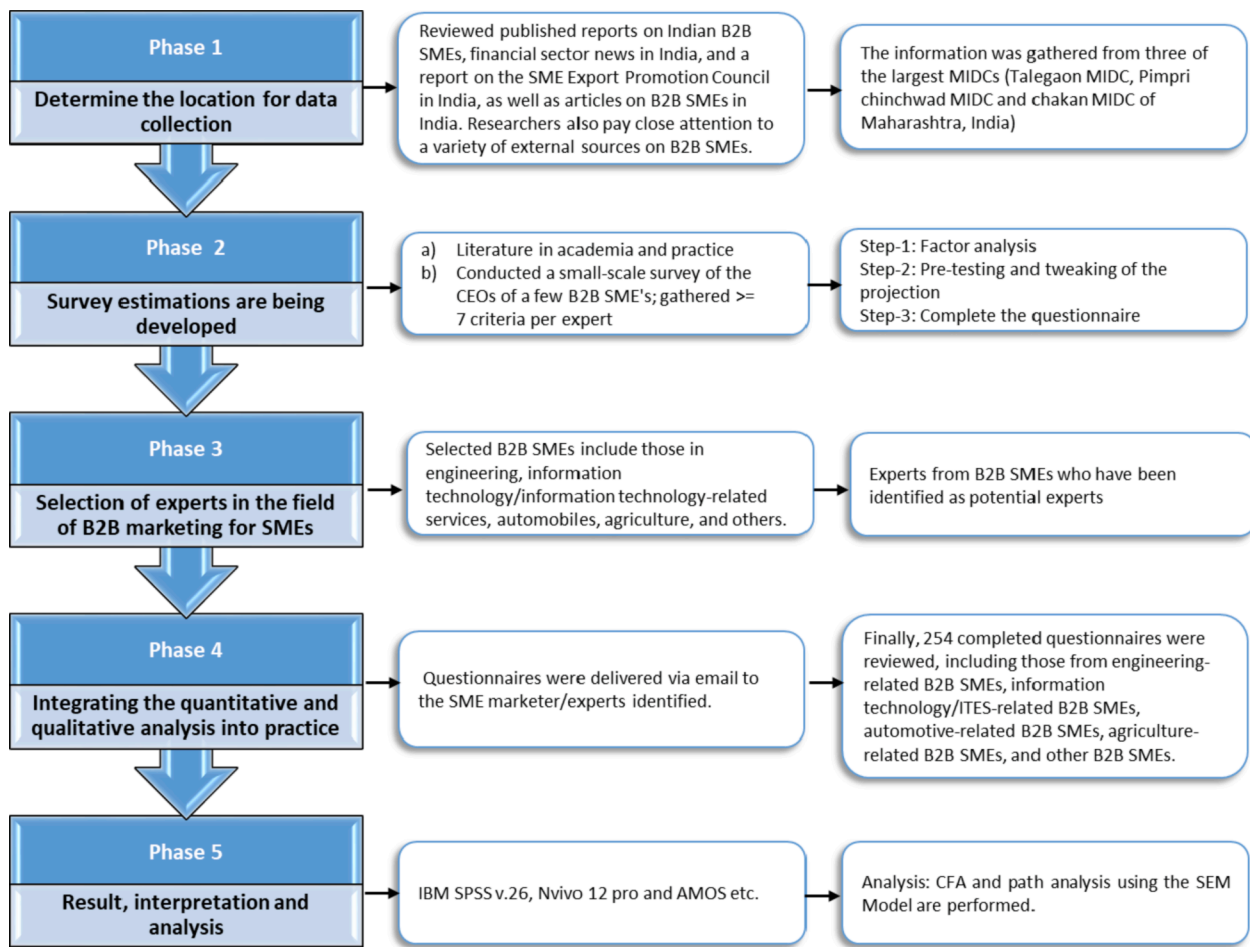 Phase 1
Determine the location for data
collection
Reviewed published reports on Indian B2B
SMEs, financial sector news in India, and a
report on the SME Export Promotion Council
in India, as well as articles on B2B SMEs in
India. Researchers also pay close attention to
a variety of external sources on B2B SMEs.
The information was gathered from three of
the largest MIDCs (Talegaon MIDC, Pimpri
chinchwad MIDC and chakan MIDC of
Maharashtra, India)
Phase 2
Survey estimations are being
developed
a) Literature in academia and practice
b) Conducted a small-scale survey of the
CEOs of a few B2B SME's; gathered >=
7 criteria per expert
Step-1: Factor analysis
Step-2: Pre-testing and tweaking of the
projection
Step-3: Complete the questionnaire
Phase 3
Selection of experts in the field
of B2B marketing for SMEs
Selected B2B SMEs include those in
engineering, information
technology/information technology-related
services, automobiles, agriculture, and others.
Experts from B2B SMEs who have been
identified as potential experts
Phase 4
Integrating the quantitative and
qualitative analysis into practice
Questionnaires were delivered via email to
the SME marketer/experts identified.
Finally, 254 completed questionnaires were
reviewed, including those from engineering-
related B2B SMEs, information
technology/ITES-related B2B SMEs,
automotive-related B2B SMEs, agriculture-
related B2B SMEs, and other B2B SMEs.
Phase 5
Result, interpretation and
analysis
IBM SPSS v.26, Nvivo 12 pro and AMOS etc.
Analysis: CFA and path analysis using the SEM
Model are performed.